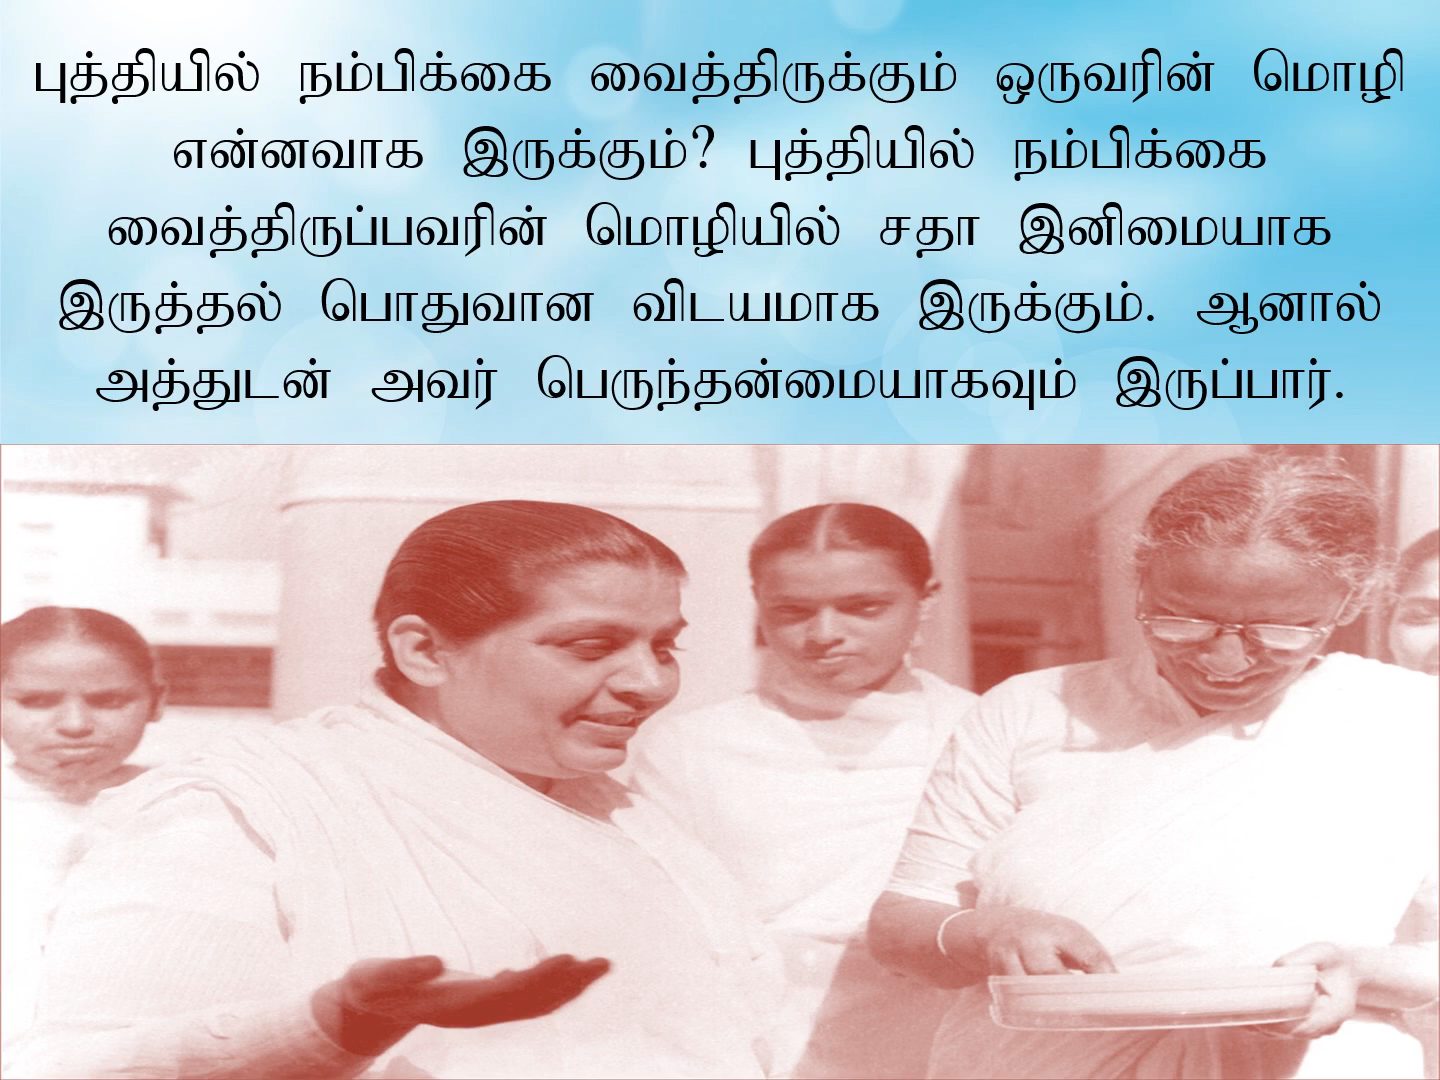 புத்தியில் நம்பிக்கை வைத்திருக்கும் ஒருவரின் மொழி
என்னவாக இருக்கும்? புத்தியில் நம்பிக்கை
வைத்திருப்பவரின் மொழியில் சதா இனிமையாக
இருத்தல் பொதுவான விடயமாக இருக்கும். ஆனால்
அத்துடன் அவர் பெருந்தன்மையாகவும் இருப்பார்.